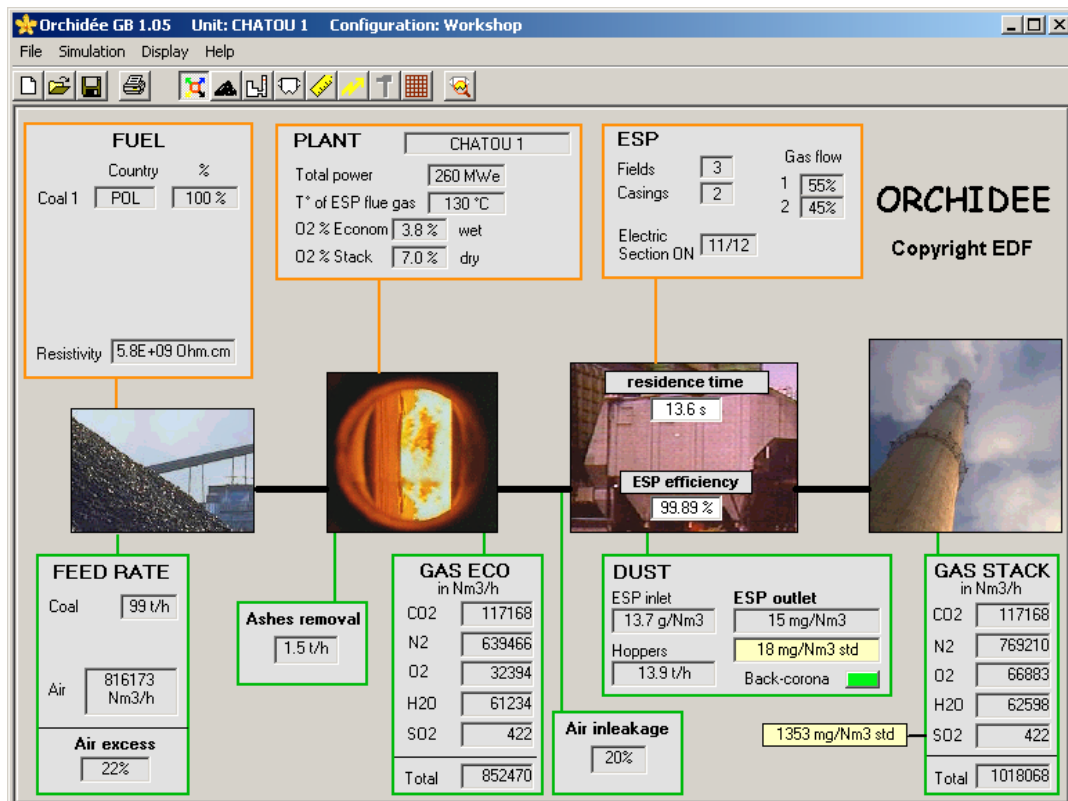 Orchidée GB 1.05 Unit: CHATOU 1 Configuration: Workshop
File Simulation Display Help
FUEL
Country %
Coal 1 POL 100 %
Resistivity 5.8E+09 Ohm.cm
PLANT CHATOU 1
Total power 260 MWe
T° of ESP flue gas 130 °C
O2 % Econom 3.8 % wet
O2 % Stack 7.0 % dry
ESP
Gas flow
Fields 3
1 55%
Casings 2
2 45%
Electric
Section ON 11/12
ORCHIDEE
Copyright EDF
residence time
13.6 s
ESP efficiency
99.89 %
FEED RATE
Coal 99 t/h
Air 816173
Nm3/h
Air excess
22%
Ashes removal
1.5 t/h
GAS ECO
in Nm3/h
CO2 117168
N2 639466
O2 32394
H2O 61234
SO2 422
Total 852470
Air inleakage
20%
DUST
ESP inlet ESP outlet
13.7 g/Nm3 15 mg/Nm3
Hoppers 18 mg/Nm3 std
13.9 t/h Back-corona
1353 mg/Nm3 std
GAS STACK
in Nm3/h
CO2 117168
N2 769210
O2 66883
H2O 62598
SO2 422
Total 1018068